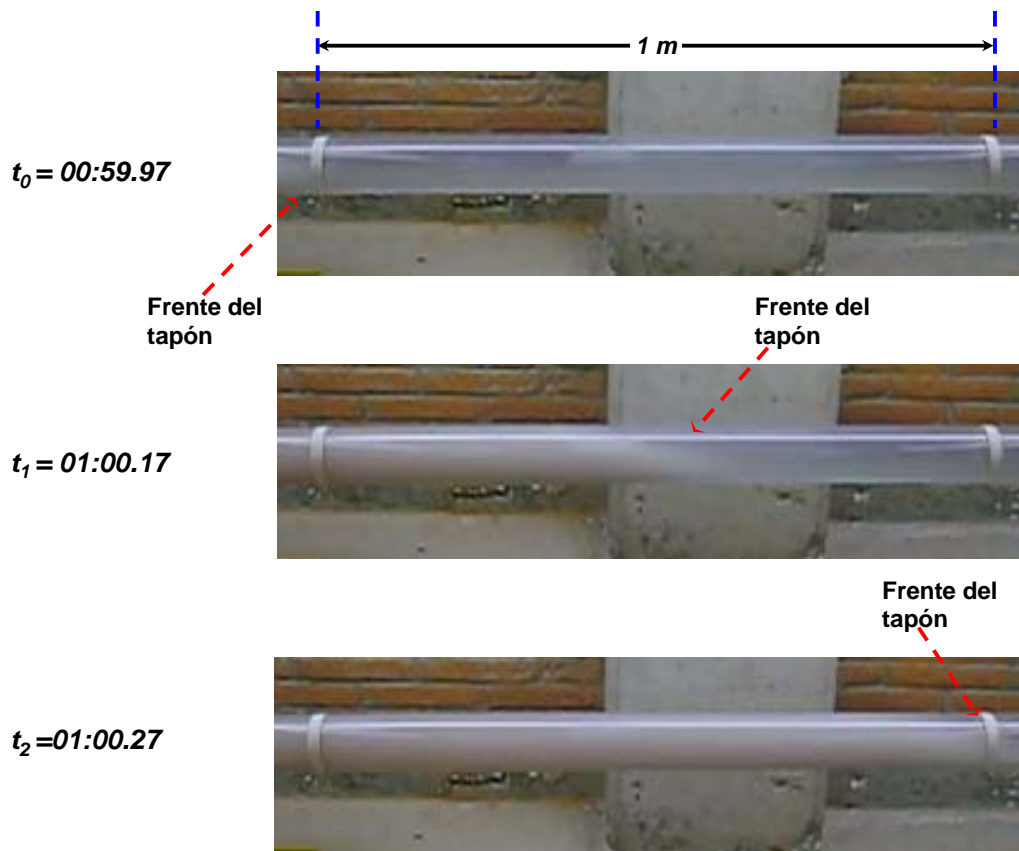 1 m
t₀ = 00:59.97
Frente del
tapón
Frente del
tapón
t₁ = 01:00.17
Frente del
tapón
t₂ =01:00.27